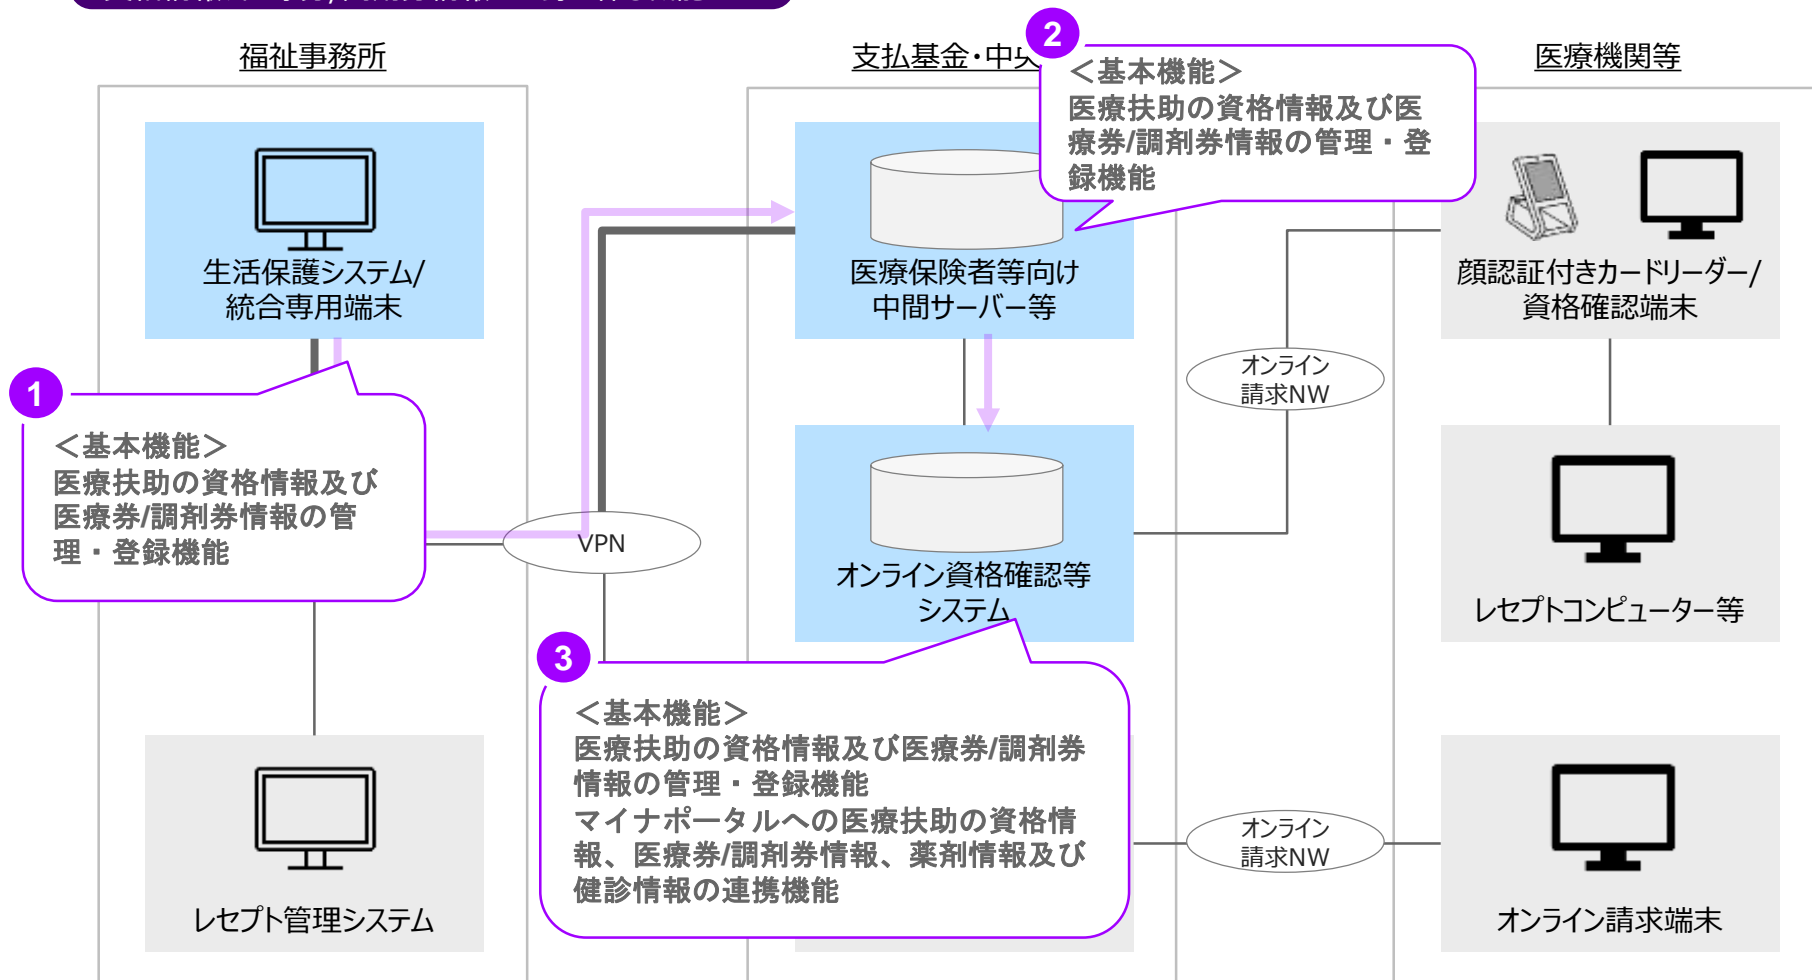 福祉事務所
支払基金・中央
医療機関等
2
＜基本機能＞
医療扶助の資格情報及び医
療券/調剤券情報の管理・登
録機能
生活保護システム/
統合専用端末
医療保険者等向け
中間サーバー等
顔認証付きカードリーダー/
資格確認端末
オンライン
請求NW
1
＜基本機能＞
医療扶助の資格情報及び
医療券/調剤券情報の管
理・登録機能
VPN
オンライン資格確認等
システム
レセプトコンピューター等
3
＜基本機能＞
医療扶助の資格情報及び医療券/調剤券
情報の管理・登録機能
マイナポータルへの医療扶助の資格情
報、医療券/調剤券情報、薬剤情報及び
健診情報の連携機能
オンライン
請求NW
レセプト管理システム
オンライン請求端末